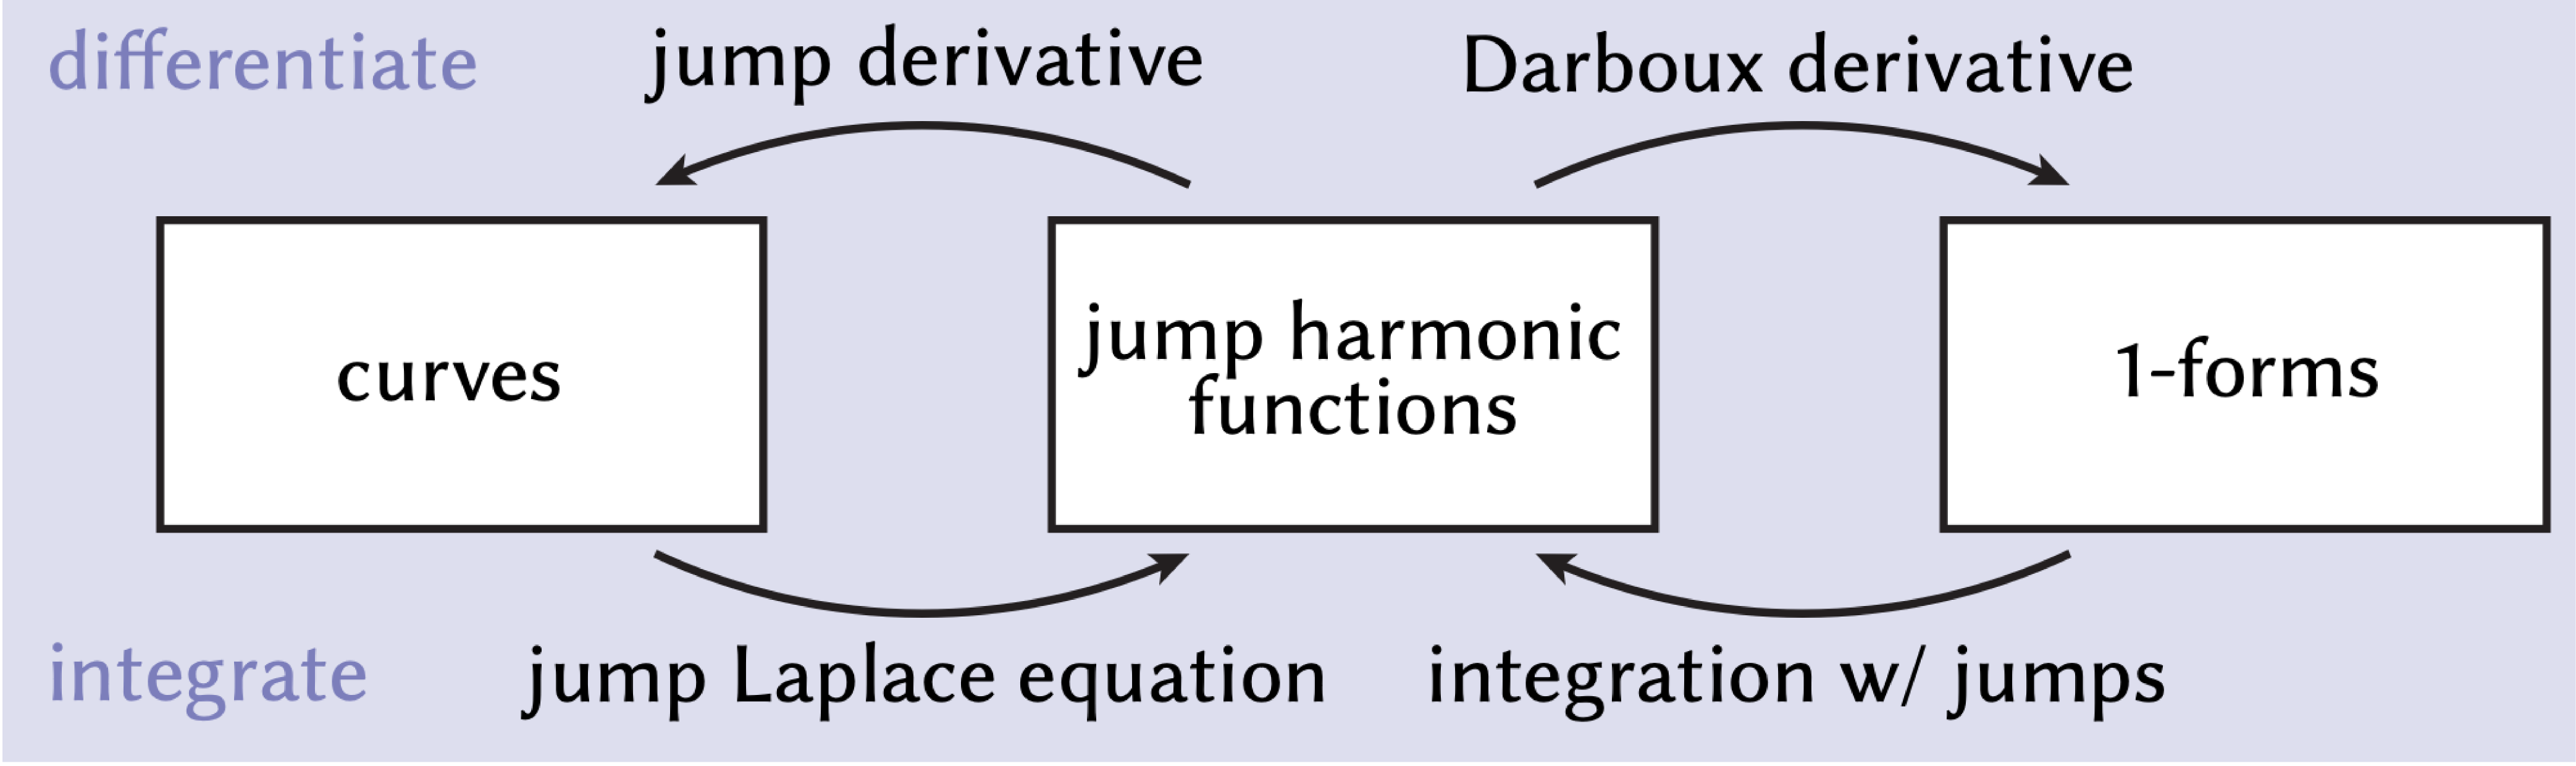 differentiate
jump derivative
Darboux derivative
curves
jump harmonic
functions
1-forms
integrate
jump Laplace equation
integration w/ jumps